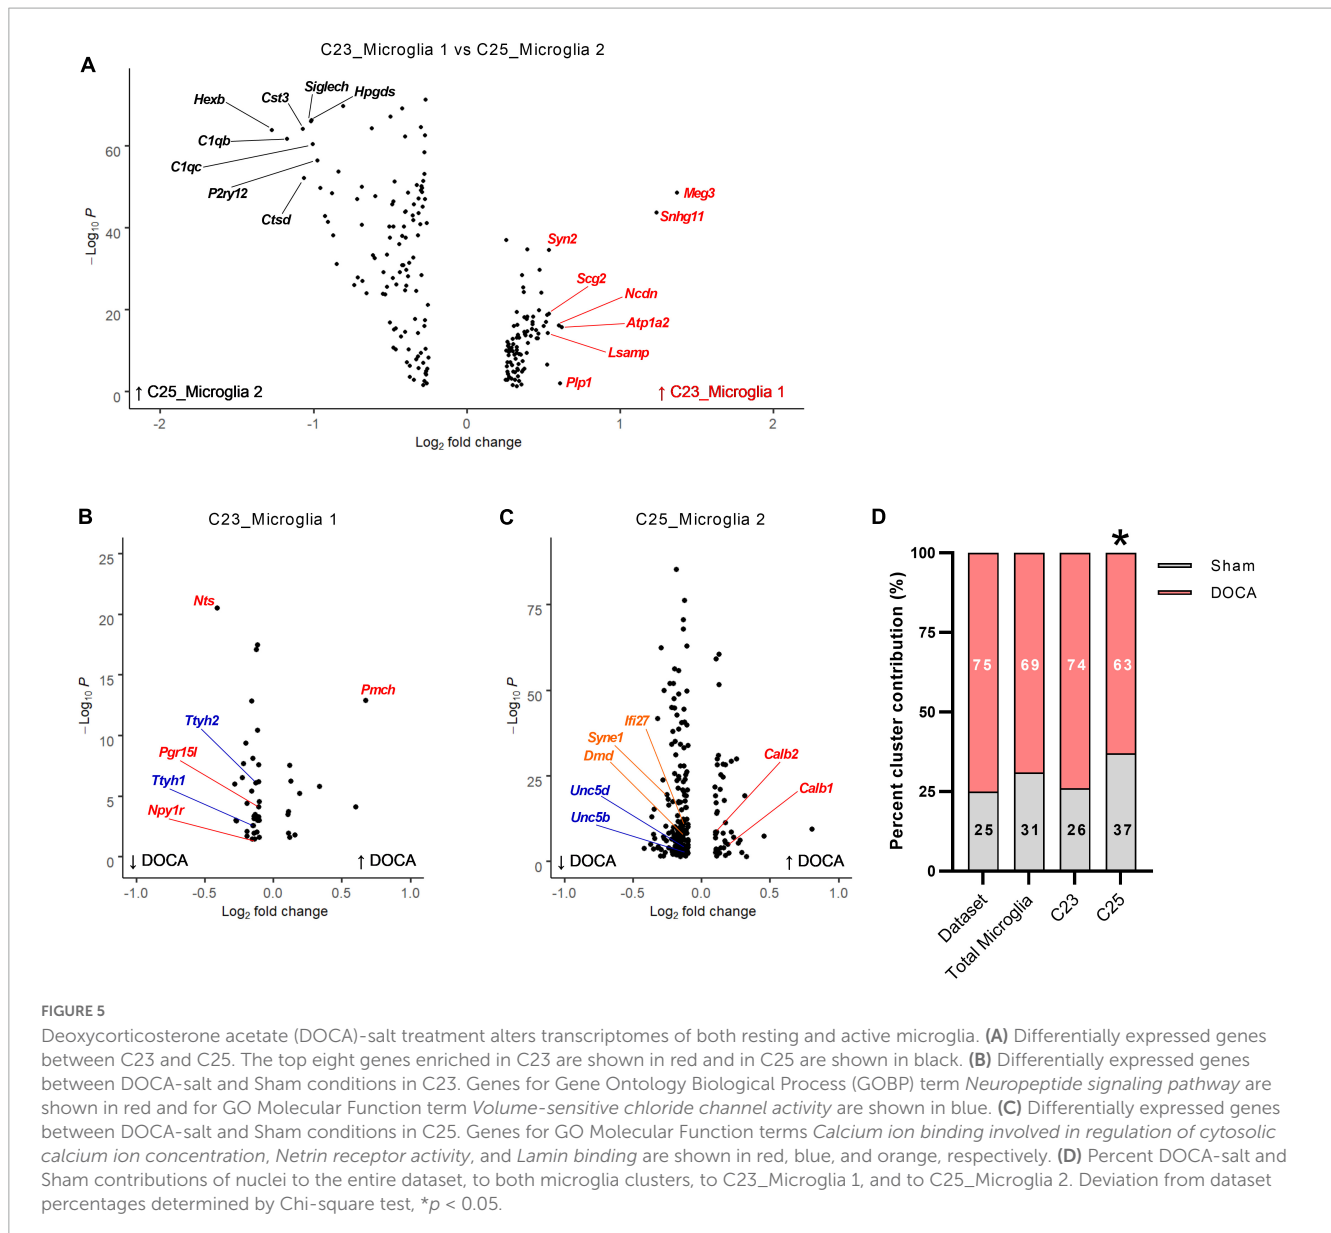 A
C23_Microglia 1 vs C25_Microglia 2
Hexb
Cst3
Siglech
Hpgds
C1qb
C1qc
P2ry12
Ctsd
Meg3
Snhg11
Syn2
Scg2
Ncdn
Atp1a2
Lsamp
Plp1
↑ C25_Microglia 2
↑ C23_Microglia 1
− Log10 P
60
40
20
0
-2
-1
0
1
2
Log2 fold change
B
C23_Microglia 1
Nts
Pmch
Ttyh2
Pgr15l
Ttyh1
Npy1r
↓ DOCA
↑ DOCA
− Log10 P
25
20
15
10
5
0
-1.0
-0.5
0.0
0.5
1.0
Log2 fold change
C
C25_Microglia 2
Ifi27
Syne1
Dmd
Unc5d
Unc5b
Calb2
Calb1
↓ DOCA
↑ DOCA
− Log10 P
75
50
25
0
-1.0
-0.5
0.0
0.5
1.0
Log2 fold change
D
*
Sham
DOCA
Percent cluster contribution (%)
100
75
50
25
0
75
69
74
63
25
31
26
37
Dataset
Total Microglia
C23
C25
FIGURE 5
Deoxycorticosterone acetate (DOCA)-salt treatment alters transcriptomes of both resting and active microglia. (A) Differentially expressed genes
between C23 and C25. The top eight genes enriched in C23 are shown in red and in C25 are shown in black. (B) Differentially expressed genes
between DOCA-salt and Sham conditions in C23. Genes for Gene Ontology Biological Process (GOBP) term Neuropeptide signaling pathway are
shown in red and for GO Molecular Function term Volume-sensitive chloride channel activity are shown in blue. (C) Differentially expressed genes
between DOCA-salt and Sham conditions in C25. Genes for GO Molecular Function terms Calcium ion binding involved in regulation of cytosolic
calcium ion concentration, Netrin receptor activity, and Lamin binding are shown in red, blue, and orange, respectively. (D) Percent DOCA-salt and
Sham contributions of nuclei to the entire dataset, to both microglia clusters, to C23_Microglia 1, and to C25_Microglia 2. Deviation from dataset
percentages determined by Chi-square test, *p < 0.05.